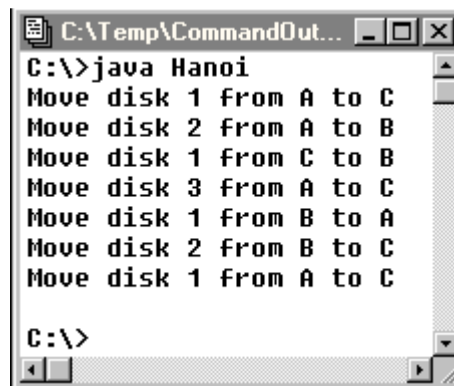 C:\Temp\CommandOut...
C:\>java Hanoi
Move disk 1 from A to C
Move disk 2 from A to B
Move disk 1 from C to B
Move disk 3 from A to C
Move disk 1 from B to A
Move disk 2 from B to C
Move disk 1 from A to C
C:\>